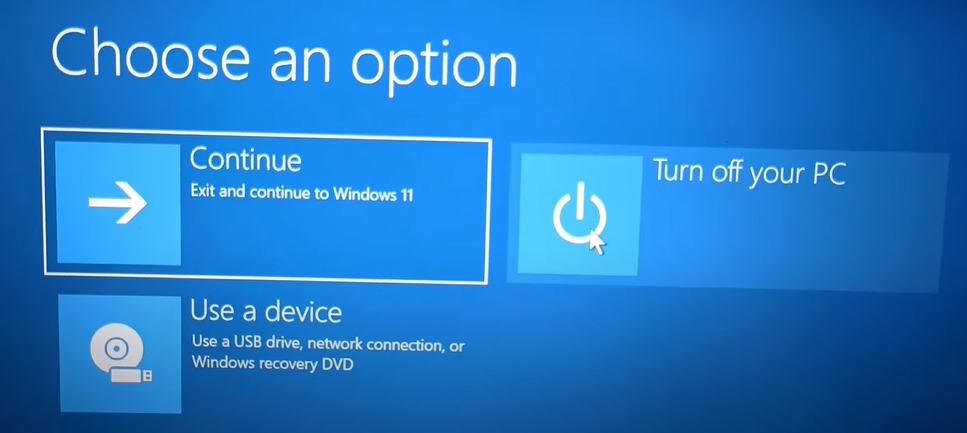 Choose an option
Continue
Exit and continue to Windows 11
Turn off your PC
Use a device
Use a USB drive, network connection, or
Windows recovery DVD